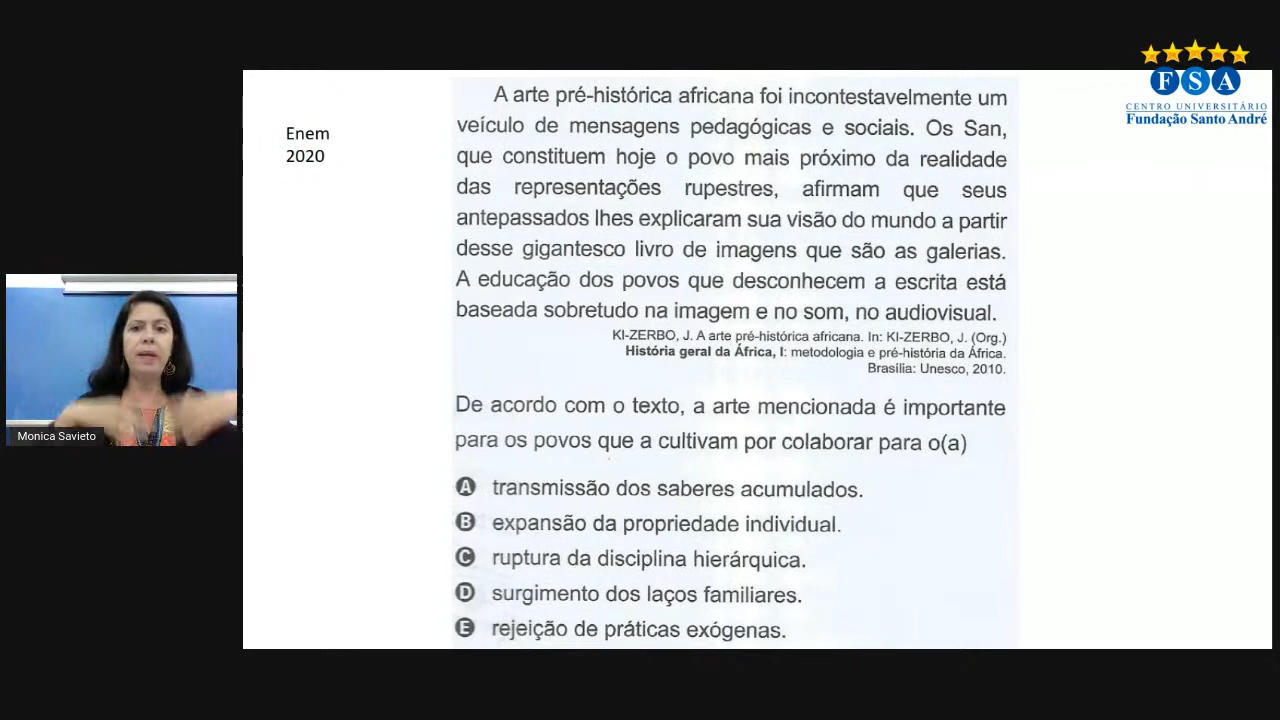 FSA
CENTRO UNIVERSITÁRIO
Fundação Santo André
Enem
2020
A arte pré-histórica africana foi incontestavelmente um
veículo de mensagens pedagógicas e sociais. Os San,
que constituem hoje o povo mais próximo da realidade
das representações rupestres, afirmam que seus
antepassados lhes explicaram sua visão do mundo a partir
desse gigantesco livro de imagens que são as galerias.
A educação dos povos que desconhecem a escrita está
baseada sobretudo na imagem e no som, no audiovisual.
KI-ZERBO, J. A arte pré-histórica africana. In: KI-ZERBO, J. (Org.)
História geral da África, I: metodologia e pré-história da África.
Brasília: Unesco, 2010.
De acordo com o texto, a arte mencionada é importante
para os povos que a cultivam por colaborar para o(a)
A transmissão dos saberes acumulados.
B expansão da propriedade individual.
C ruptura da disciplina hierárquica.
D surgimento dos laços familiares.
E rejeição de práticas exógenas.
Monica Savieto